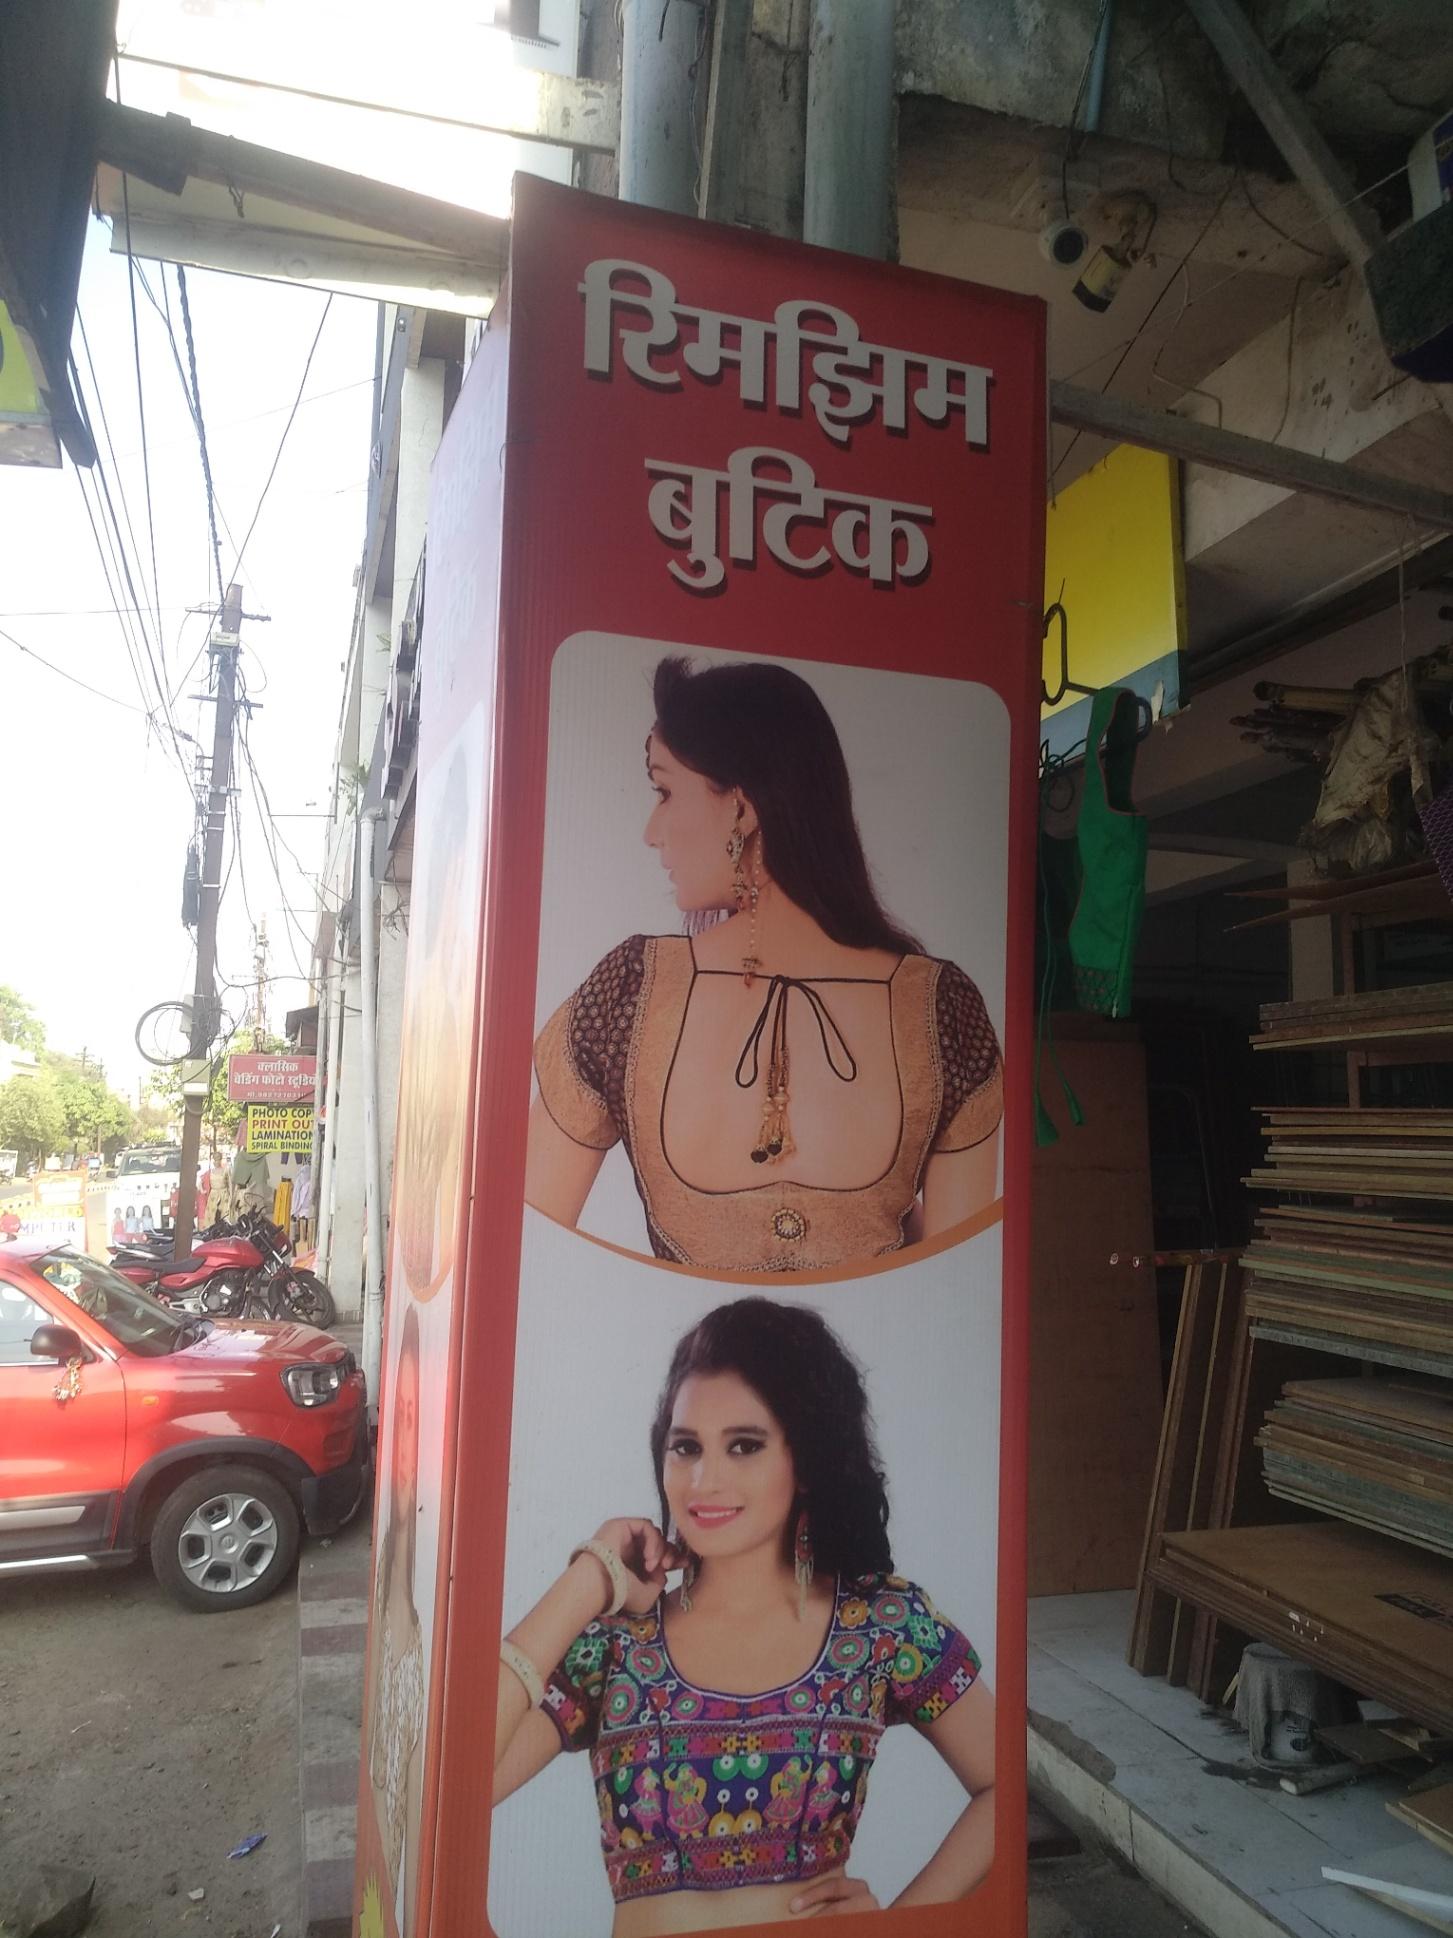 रिमझिम
बुटिक
क्लासिक
वेडिंग फोटो स्टूडियो
PHOTO COPY
PRINT OUT
LAMINATION
SPIRAL BINDING